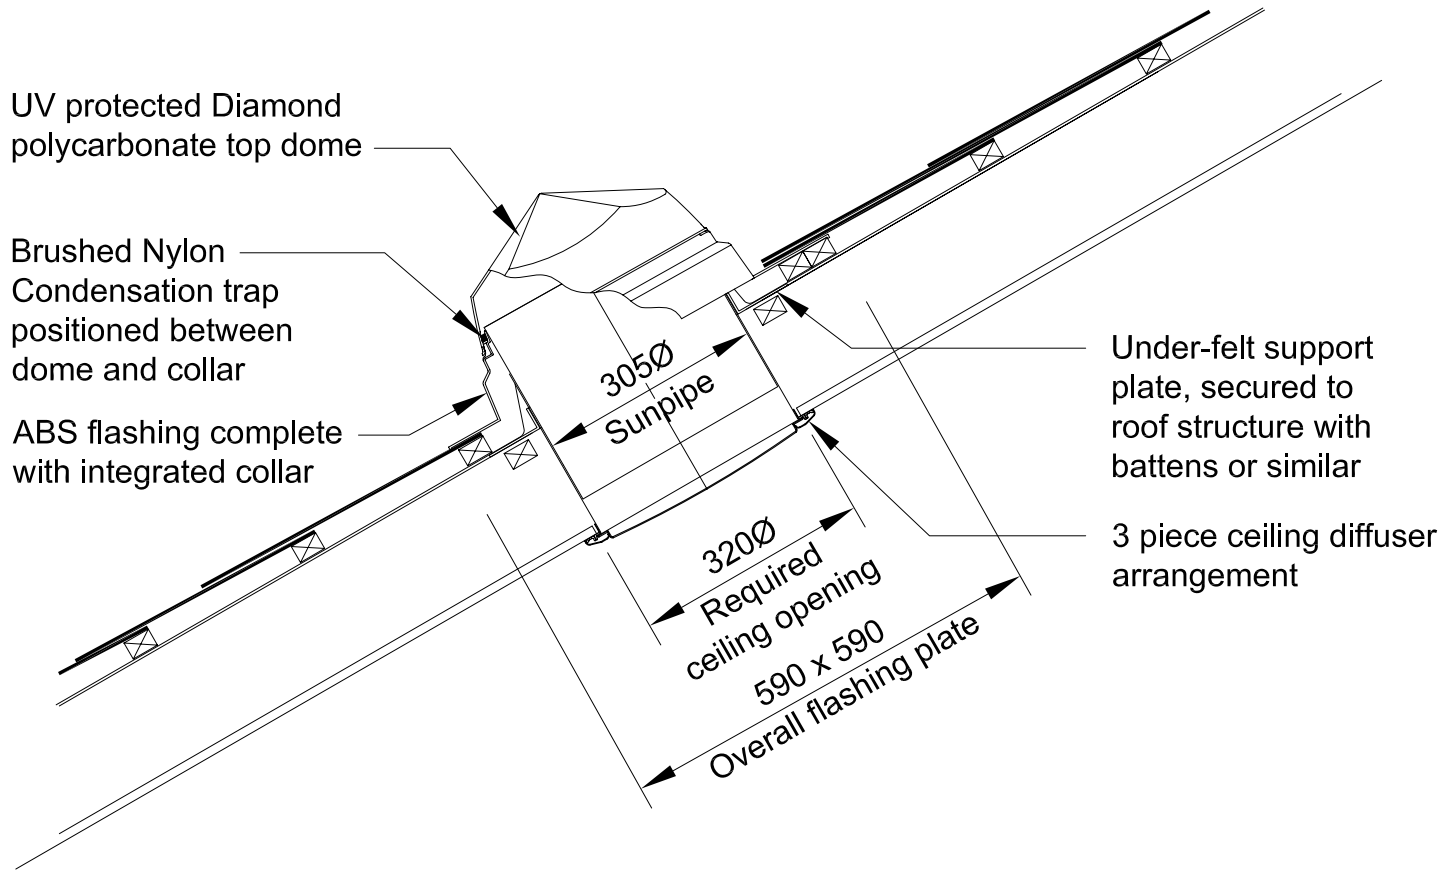 UV protected Diamond
polycarbonate top dome
Brushed Nylon
Condensation trap
positioned between
dome and collar
ABS flashing complete
with integrated collar
305Ø
Sunpipe
320Ø
Required
ceiling opening
590 x 590
Overall flashing plate
Under-felt support
plate, secured to
roof structure with
battens or similar
3 piece ceiling diffuser
arrangement